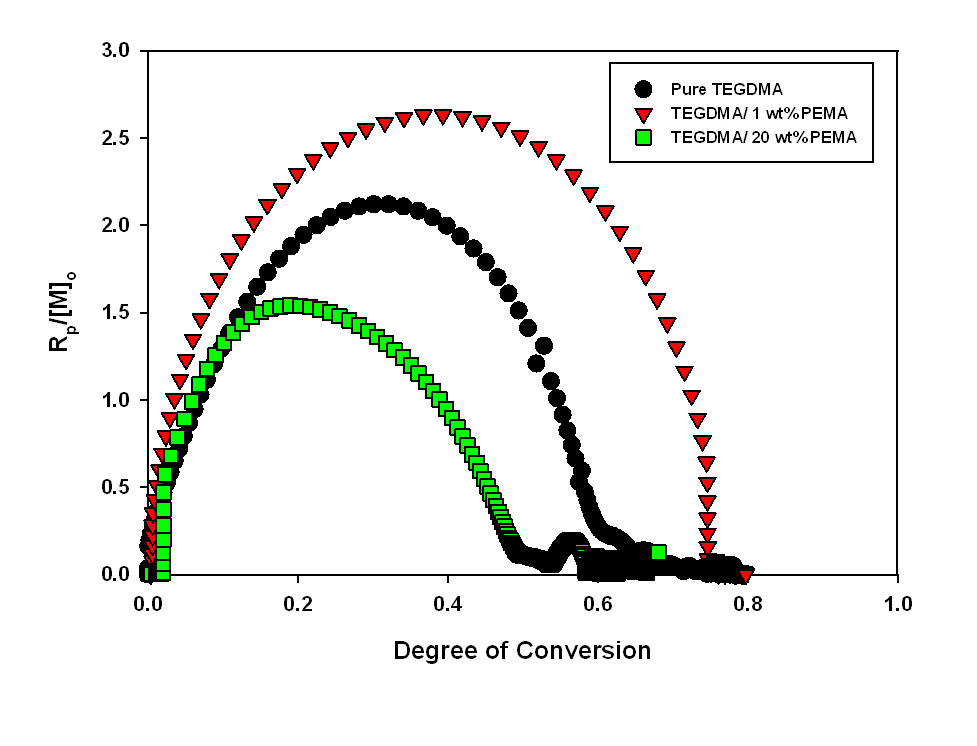 3.0
2.5
2.0
1.5
1.0
0.5
0.0
Rp/[M]o
Pure TEGDMA
TEGDMA/ 1 wt%PEMA
TEGDMA/ 20 wt%PEMA
0.0 0.2 0.4 0.6 0.8 1.0
Degree of Conversion